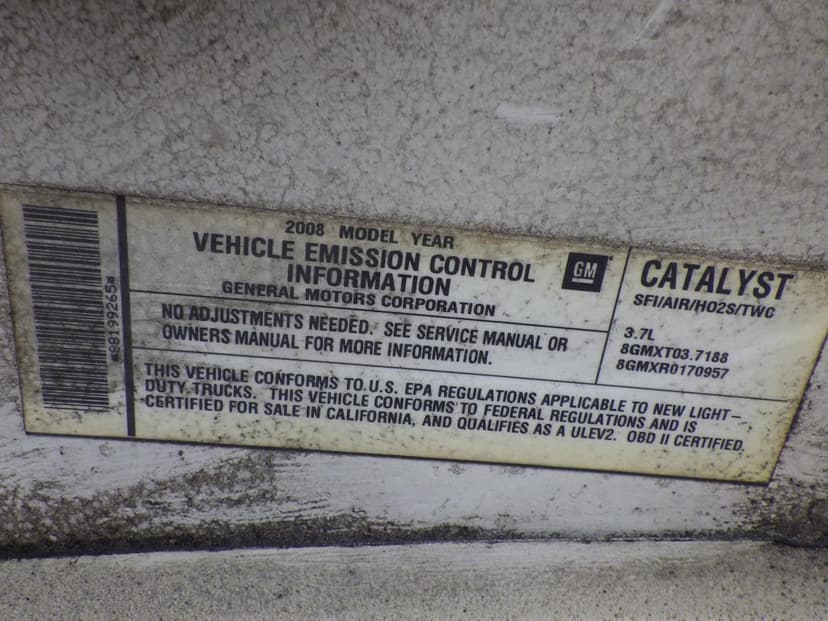 *88199265*
2008 MODEL YEAR
VEHICLE EMISSION CONTROL
INFORMATION
GENERAL MOTORS CORPORATION
GM
NO ADJUSTMENTS NEEDED. SEE SERVICE MANUAL OR
OWNERS MANUAL FOR MORE INFORMATION.
CATALYST
SFI/AIR/HO2S/TWC
3.7L
8GMXT03.7188
8GMXR0170957
THIS VEHICLE CONFORMS TO U.S. EPA REGULATIONS APPLICABLE TO NEW LIGHT–
DUTY TRUCKS. THIS VEHICLE CONFORMS TO FEDERAL REGULATIONS AND IS
CERTIFIED FOR SALE IN CALIFORNIA, AND QUALIFIES AS A ULEV2. OBD II CERTIFIED.